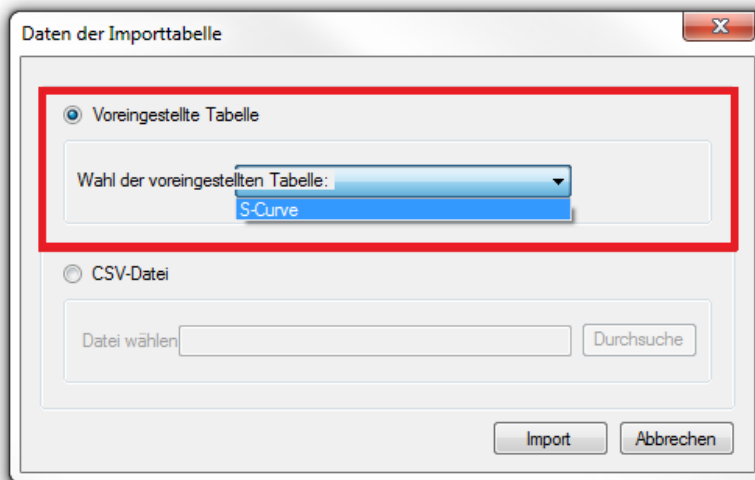 Daten der Importtabelle
Voreingestellte Tabelle
Wahl der voreingestellten Tabelle:
S-Curve
CSV-Datei
Datei wählen
Durchsuche
Import
Abbrechen